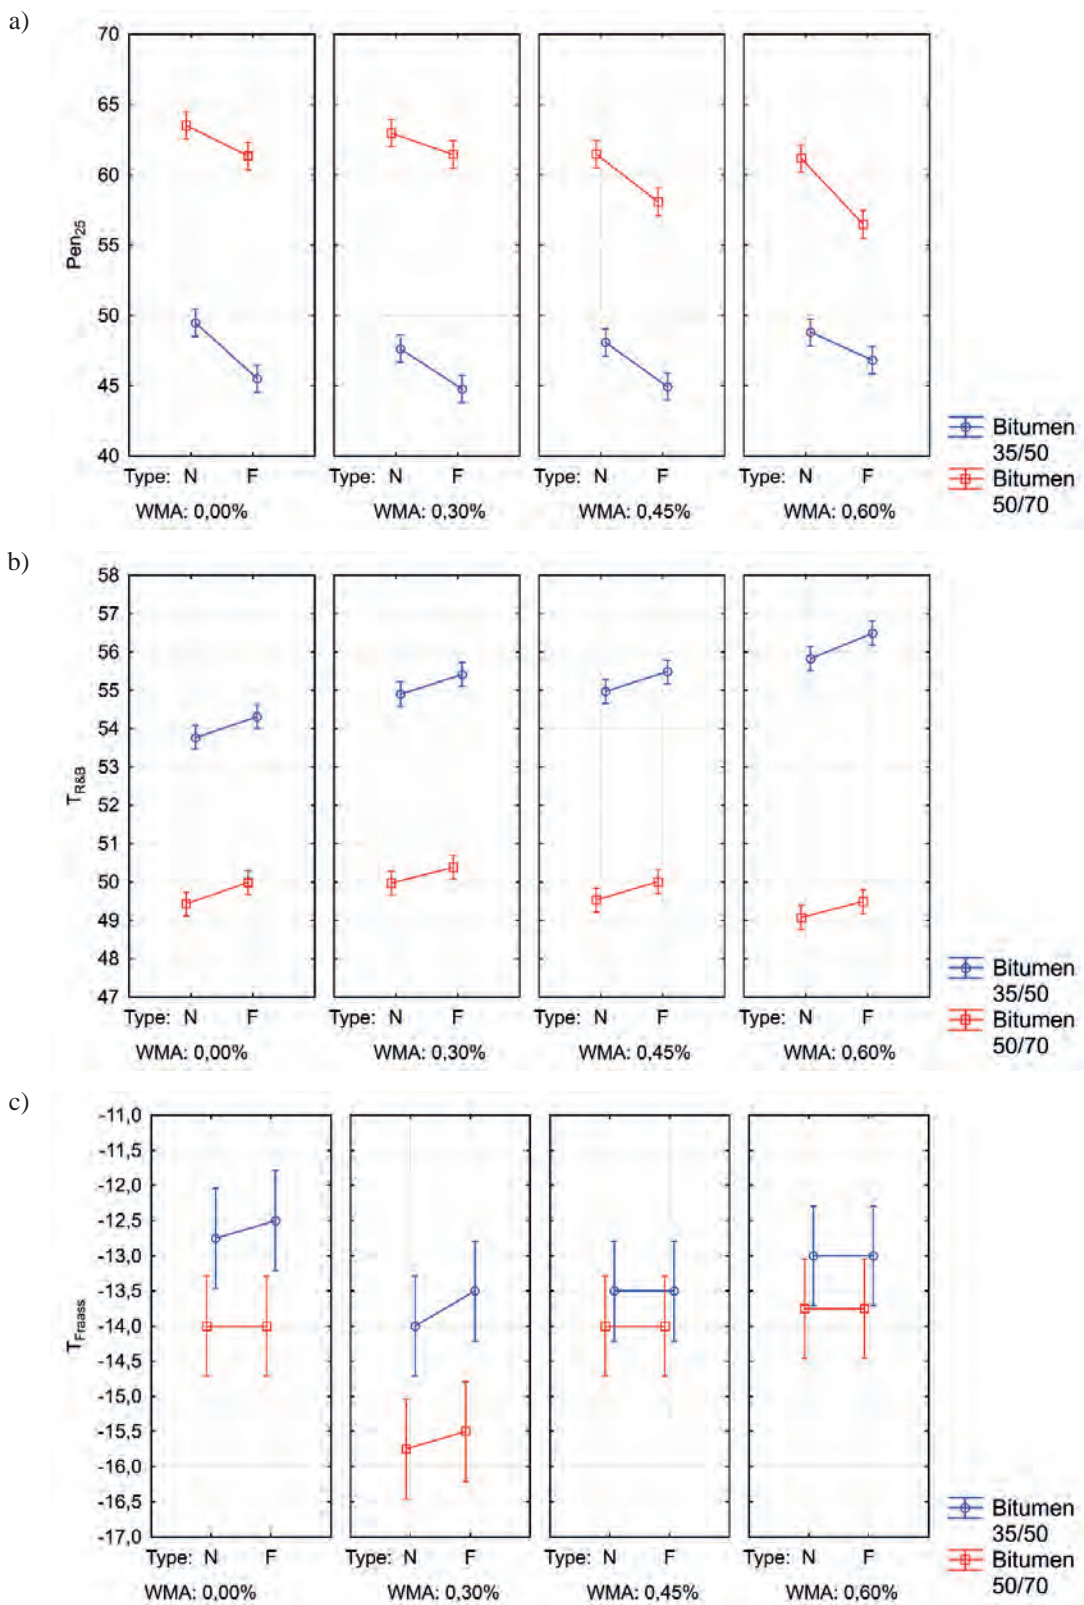 a)
70
65
60
55
50
45
40
Pen25
Type: N F
Type: N F
Type: N F
Type: N F
WMA: 0,00%
WMA: 0,30%
WMA: 0,45%
WMA: 0,60%
Bitumen
35/50
Bitumen
50/70
b)
58
57
56
55
54
53
52
51
50
49
48
47
TR&B
Type: N F
Type: N F
Type: N F
Type: N F
WMA: 0,00%
WMA: 0,30%
WMA: 0,45%
WMA: 0,60%
Bitumen
35/50
Bitumen
50/70
c)
-11,0
-11,5
-12,0
-12,5
-13,0
-13,5
-14,0
-14,5
-15,0
-15,5
-16,0
-16,5
-17,0
TFraass
Type: N F
Type: N F
Type: N F
Type: N F
WMA: 0,00%
WMA: 0,30%
WMA: 0,45%
WMA: 0,60%
Bitumen
35/50
Bitumen
50/70